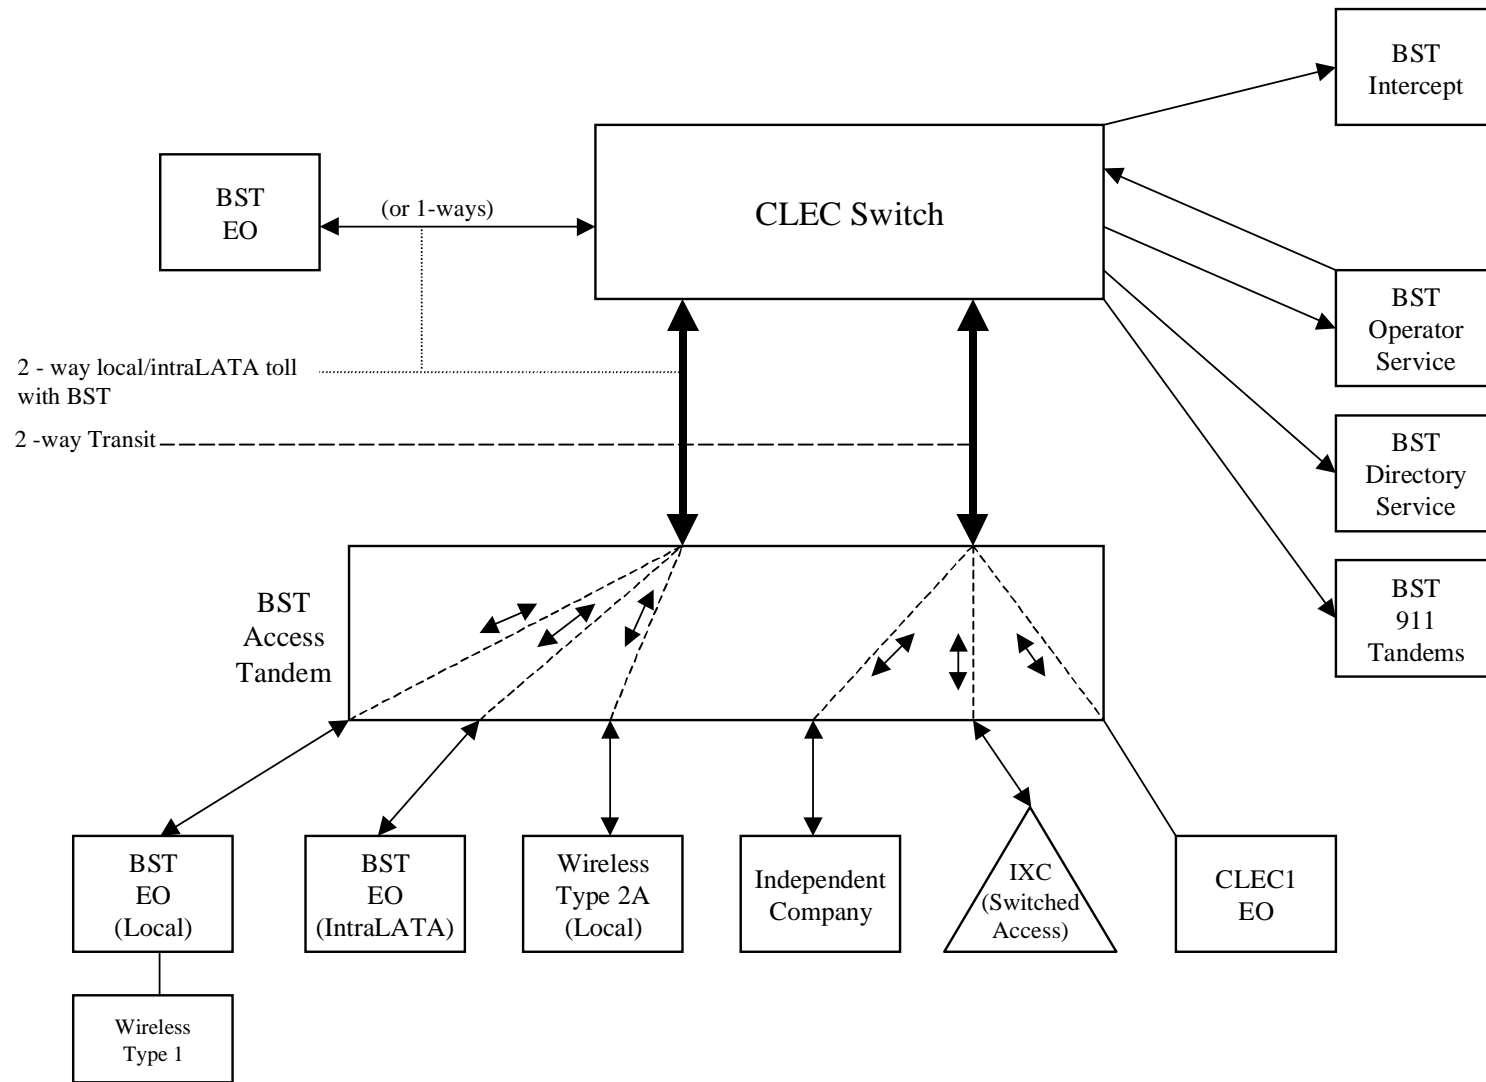 BST
Intercept
BST
EO
(or 1-ways)
CLEC Switch
BST
Operator
Service
2 - way local/intraLATA toll
with BST
2 -way Transit
BST
Directory
Service
BST
911
Tandems
BST
Access
Tandem
BST
EO
(Local)
BST
EO
(IntraLATA)
Wireless
Type 2A
(Local)
Independent
Company
IXC
(Switched
Access)
CLEC1
EO
Wireless
Type 1